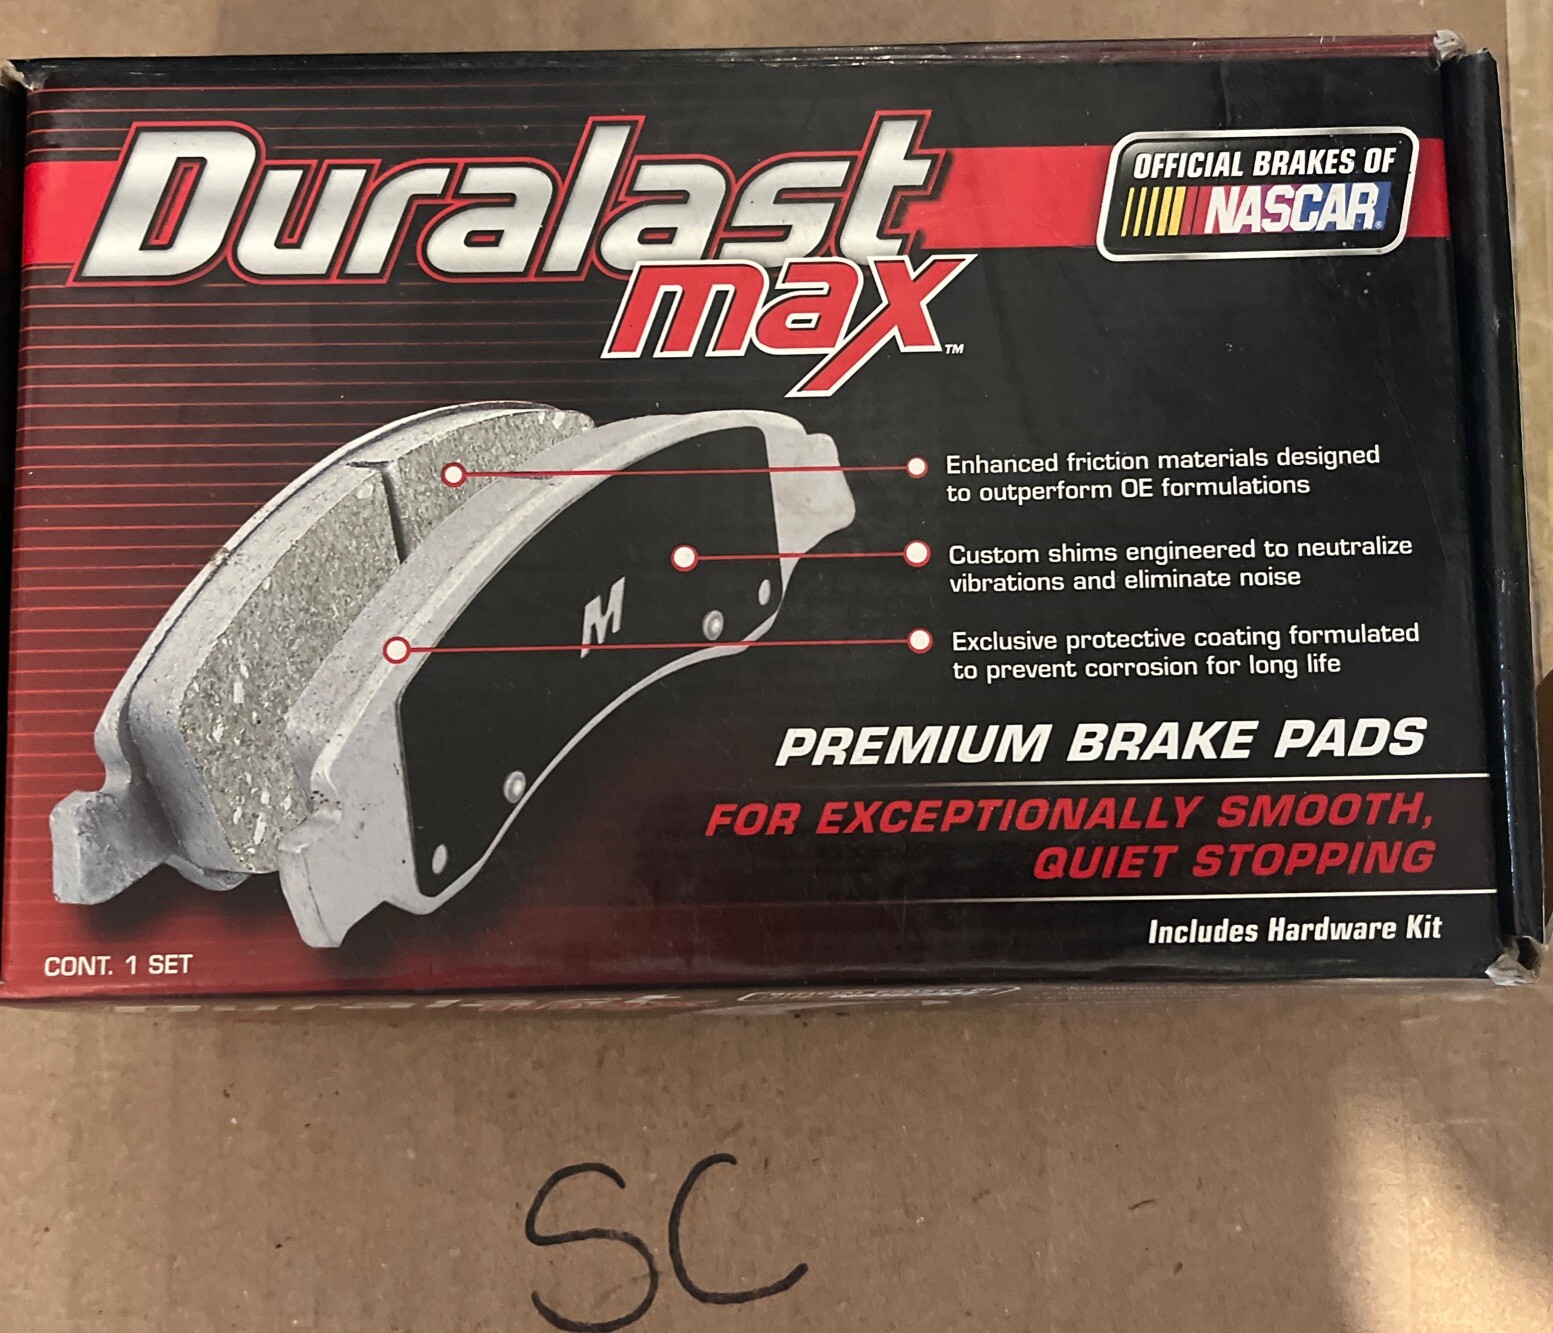 Duralast
max™
OFFICIAL BRAKES OF
NASCAR®
Enhanced friction materials designed
to outperform OE formulations
Custom shims engineered to neutralize
vibrations and eliminate noise
M
Exclusive protective coating formulated
to prevent corrosion for long life
PREMIUM BRAKE PADS
FOR EXCEPTIONALLY SMOOTH,
QUIET STOPPING
Includes Hardware Kit
CONT. 1 SET
SC